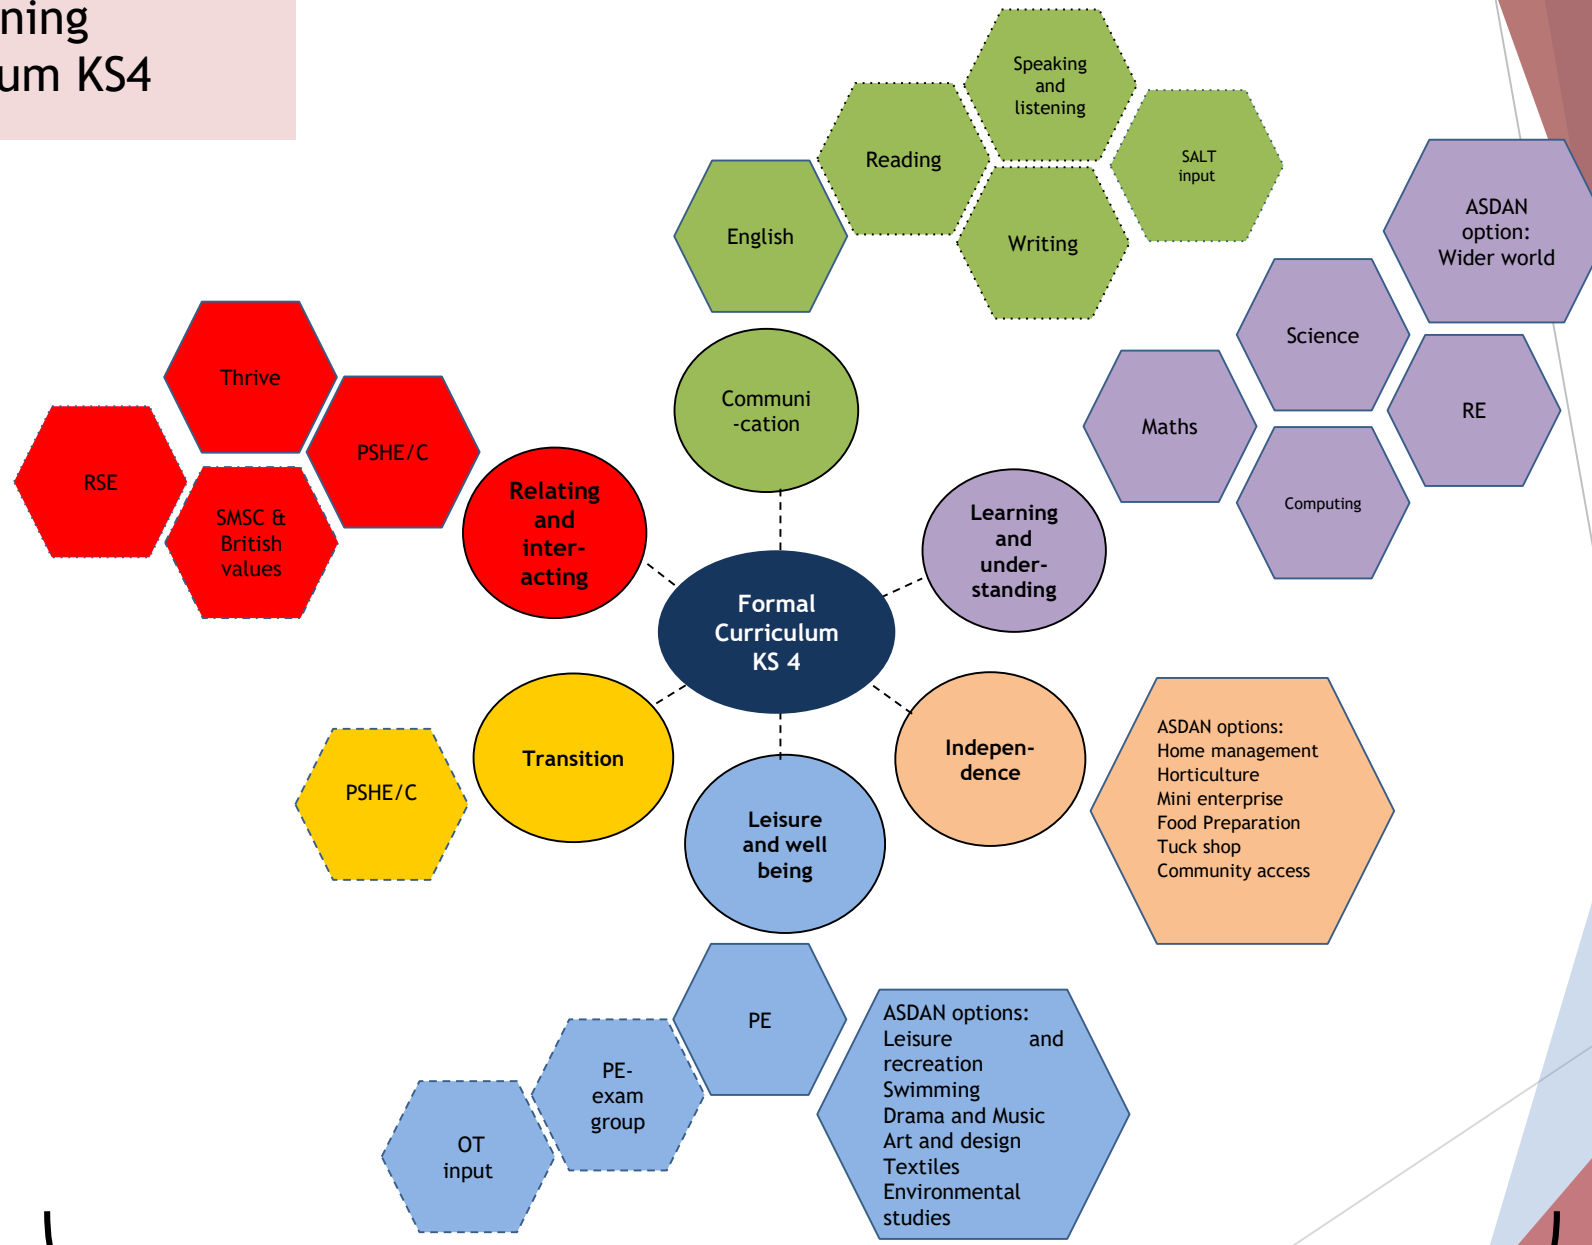 ning
um KS4
Speaking
and
listening
Reading
SALT
input
English
Writing
ASDAN
option:
Wider world
Science
Maths
RE
Computing
Thrive
PSHE/C
RSE
SMSC &
British
values
Communi
-cation
Relating
and
inter-
acting
Learning
and
under-
standing
Formal
Curriculum
KS 4
Transition
PSHE/C
Indepen-
dence
ASDAN options:
Home management
Horticulture
Mini enterprise
Food Preparation
Tuck shop
Community access
Leisure
and well
being
PE
PE-
exam
group
OT
input
ASDAN options:
Leisure and
recreation
Swimming
Drama and Music
Art and design
Textiles
Environmental
studies